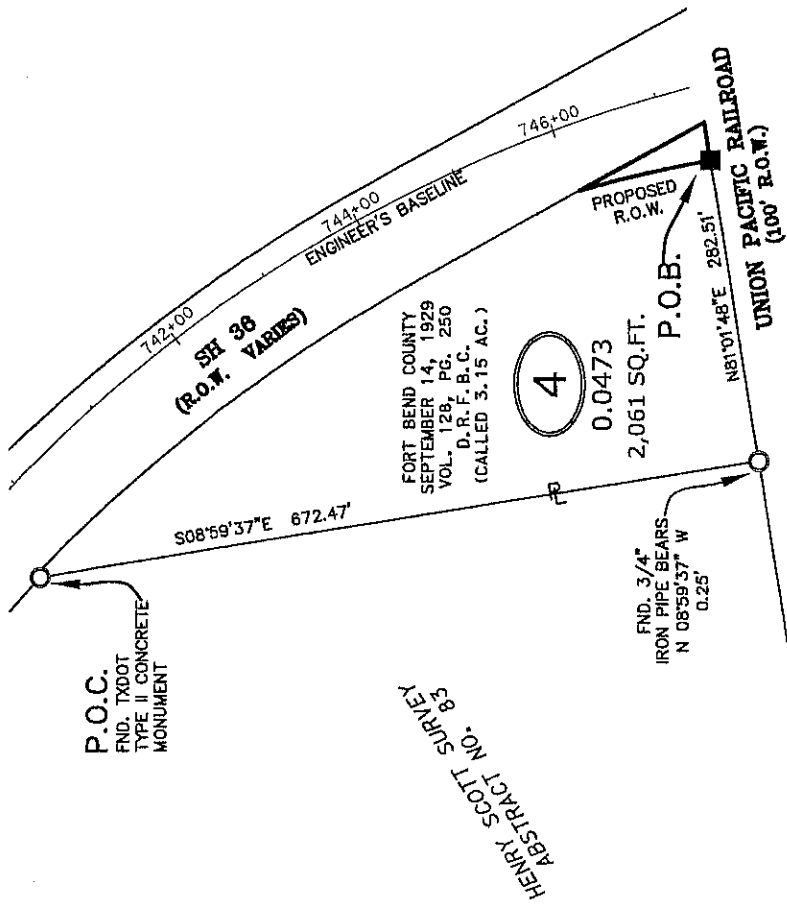 746+00
744+00
ENGINEER'S BASELINE
742+00
SH 36
(R.O.W. VARIES)
PROPOSED
R.O.W.
UNION PACIFIC RAILROAD
(100' R.O.W.)
P.O.B.
N81°01'48"E 282.51'
FORT BEND COUNTY
SEPTEMBER 14, 1929
VOL. 128, PG. 250
D.R.F.B.C.
(CALLED 3.15 AC.)
4
0.0473
2,061 SQ.FT.
PL
S08°59'37"E 672.47'
P.O.C.
FND. TXDOT
TYPE II CONCRETE
MONUMENT
FND. 3/4"
IRON PIPE BEARS
N 08°59'37" W
0.25'
HENRY SCOTT SURVEY
ABSTRACT NO. 83